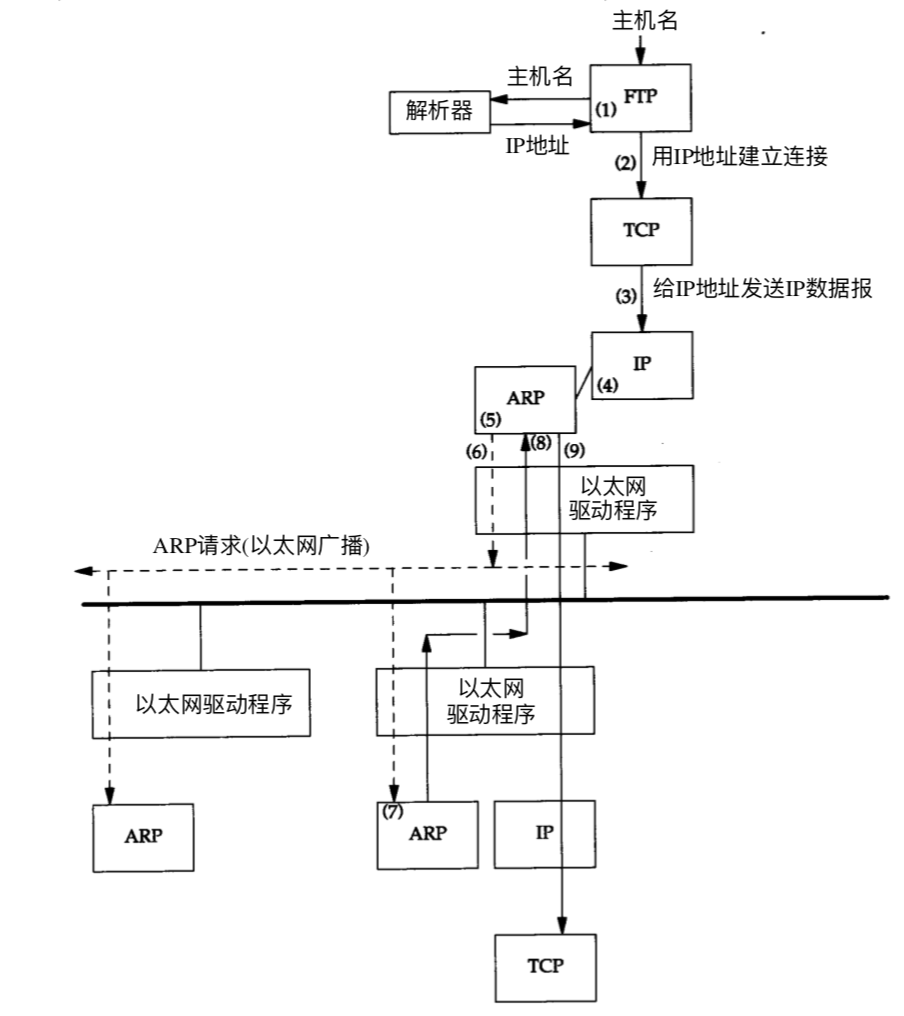 主机名
主机名
FTP
(1)
解析器
IP地址
(2)
用IP地址建立连接
TCP
(3)
给IP地址发送IP数据报
IP
(4)
ARP
(5)
(6)
(8)
(9)
以太网
驱动程序
ARP请求(以太网广播)
以太网驱动程序
以太网
驱动程序
(7)
ARP
ARP
IP
TCP